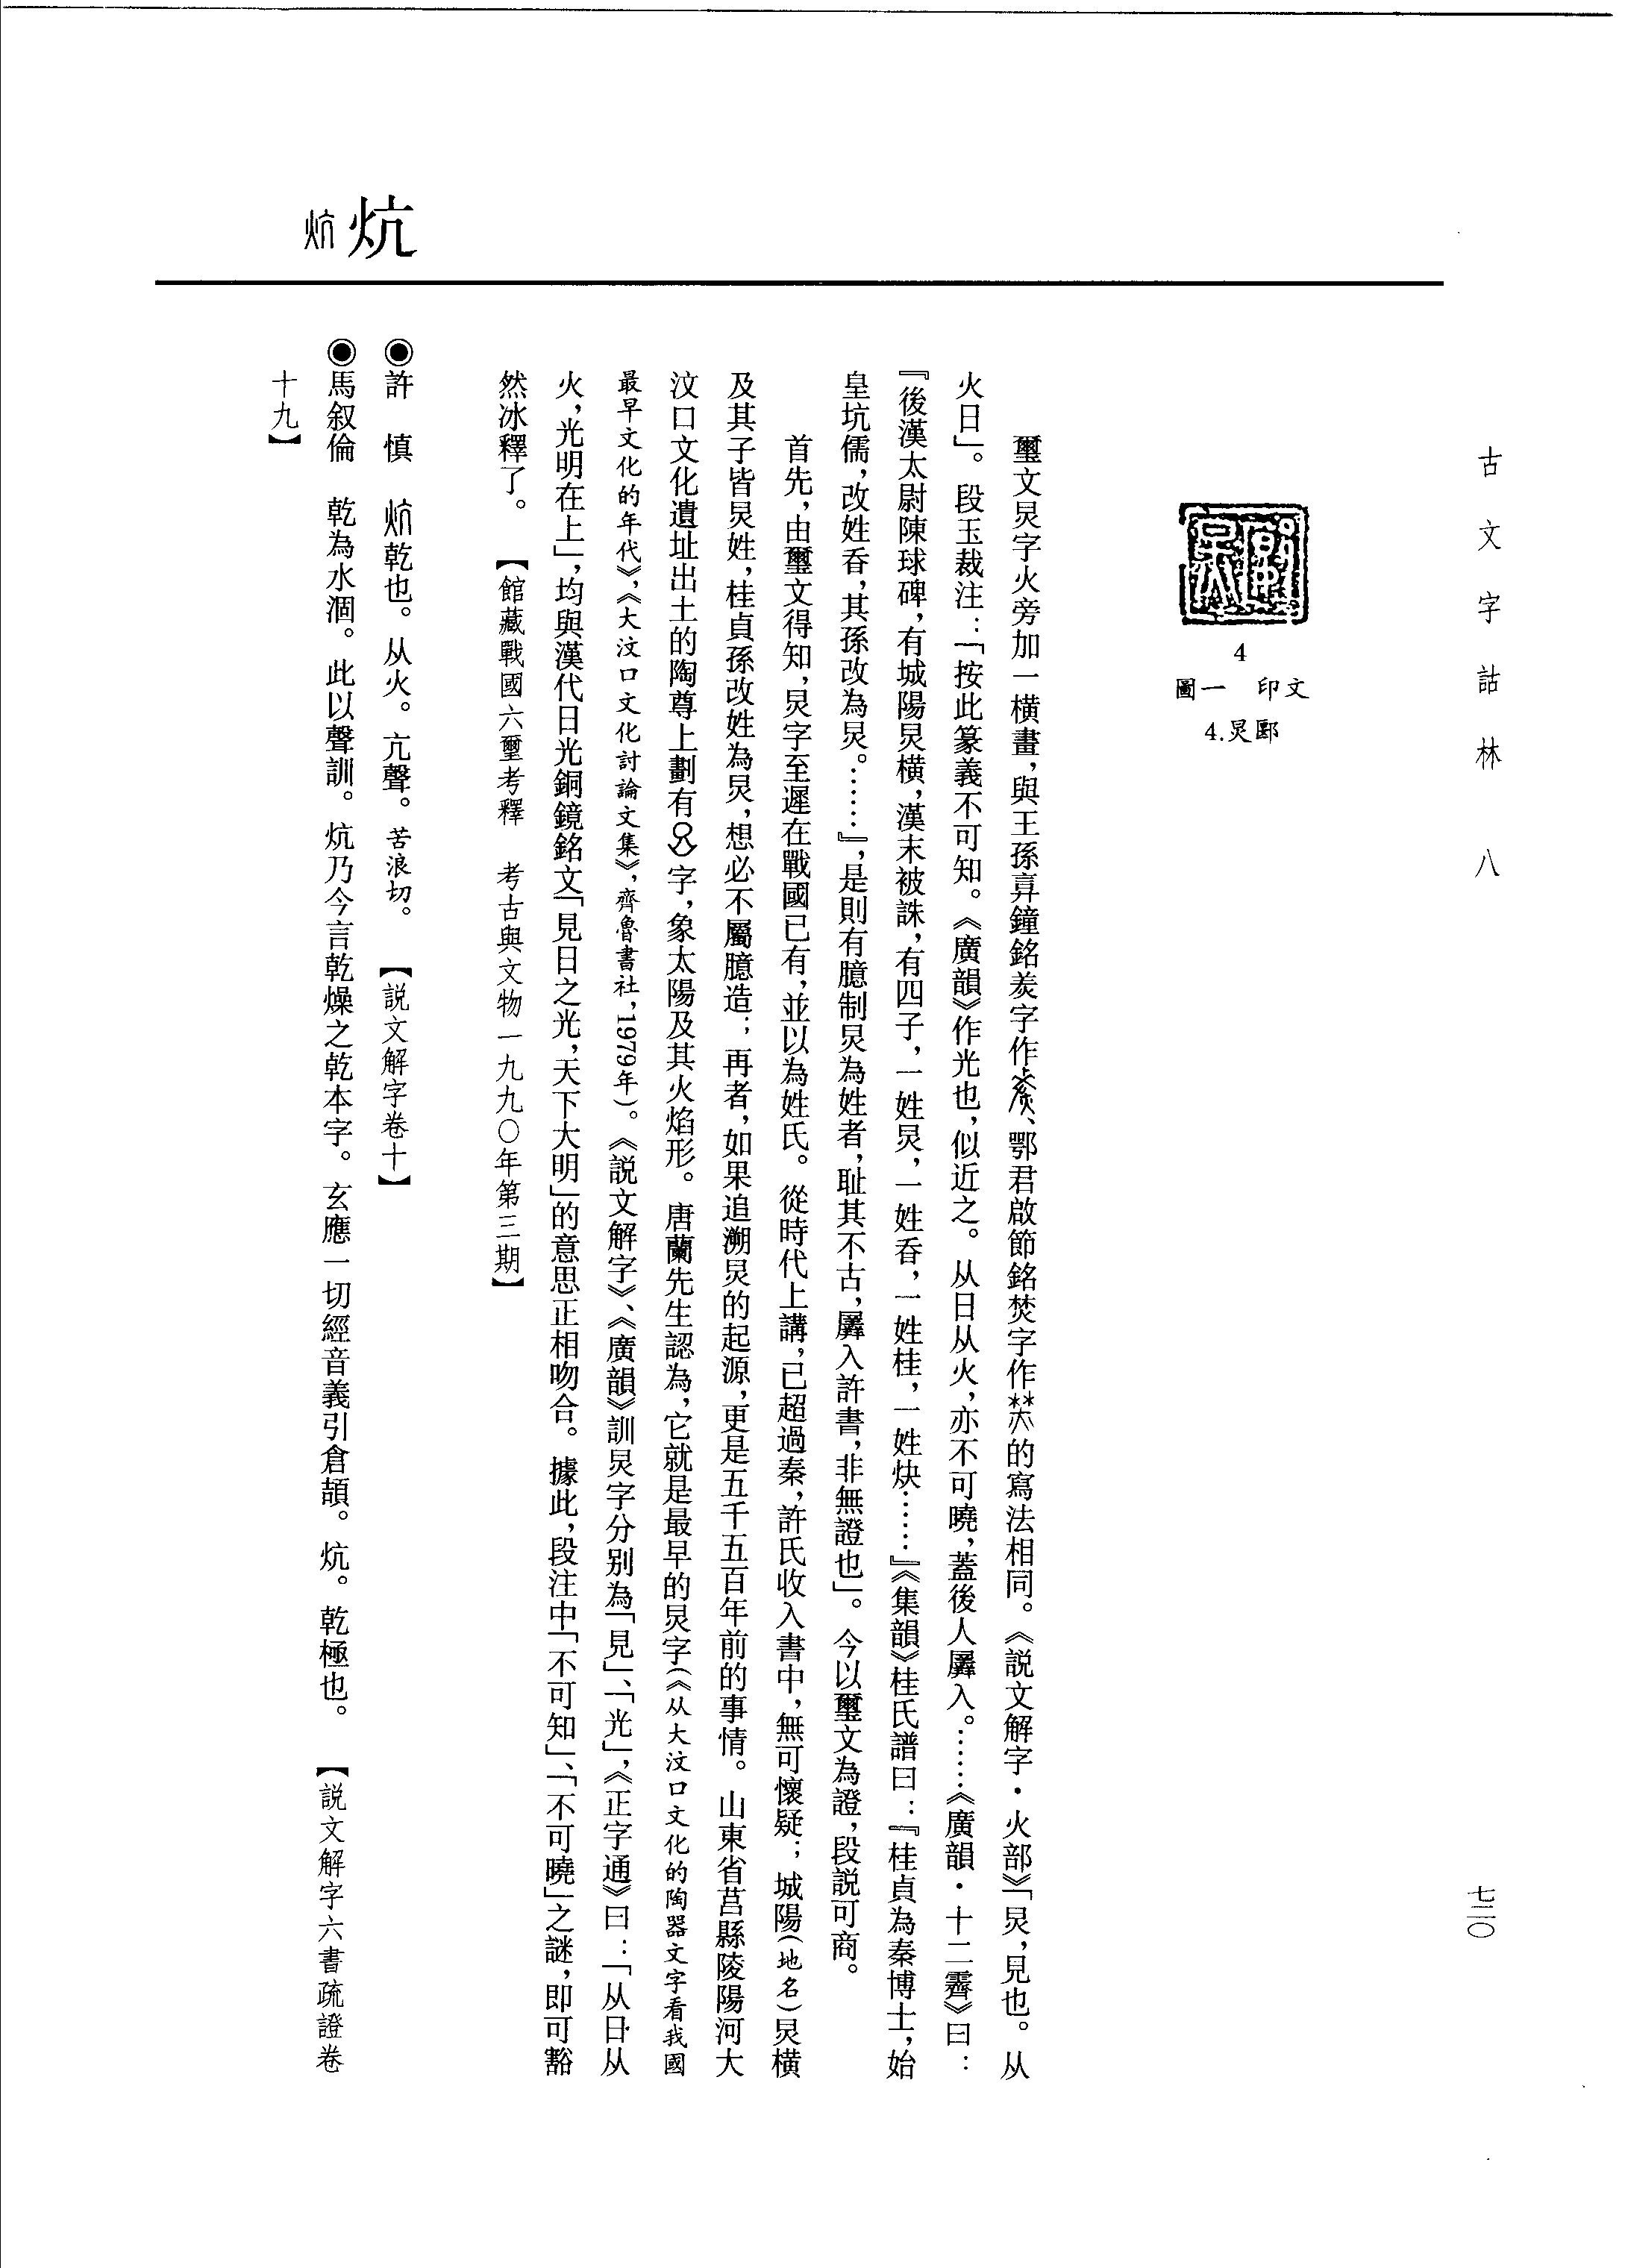 古文字詁林 八
七三〇
4
圖一 印文
4.炅郾
璽文炅字火旁加一橫畫，與王孫𢍰鐘銘炭字作、鄂君啟節銘焚字作的寫法相同。《説文解字·火部》「炅，見也。从
火日」。段玉裁注：「按此篆義不可知。《廣韻》作光也，似近之。从日从火，亦不可曉，蓋後人羼入。……《廣韻·十二霽》曰：
『後漢太尉陳球碑，有城陽炅橫，漢末被誅，有四子，一姓炅，一姓吞，一姓桂，一姓炔……』《集韻》桂氏譜曰：『桂貞為秦博士，始
皇坑儒，改姓吞，其孫改為炅。……』，是則有臆制炅為姓者，耻其不古，羼入許書，非無證也」。今以璽文為證，段説可商。
首先，由璽文得知，炅字至遲在戰國已有，並以為姓氏。從時代上講，已超過秦，許氏收入書中，無可懷疑；城陽（地名）炅橫
及其子皆炅姓，桂貞孫改姓為炅，想必不屬臆造；再者，如果追溯炅的起源，更是五千五百年前的事情。山東省莒縣陵陽河大
汶口文化遺址出土的陶尊上劃有字，象太陽及其火焰形。唐蘭先生認為，它就是最早的炅字（《从大汶口文化的陶器文字看我國
最早文化的年代》，《大汶口文化討論文集》，齊魯書社，1979年）。《説文解字》、《廣韻》訓炅字分别為「見」、「光」，《正字通》曰：「从日从
火，光明在上」，均與漢代日光銅鏡銘文「見日之光，天下大明」的意思正相吻合。據此，段注中「不可知」、「不可曉」之謎，即可豁
然冰釋了。【館藏戰國六璽考釋 考古與文物一九九〇年第三期】
炕
◉許 慎 炕乾也。从火。亢聲。苦浪切。【説文解字卷十】
◉馬叙倫 乾為水涸。此以聲訓。炕乃今言乾燥之乾本字。玄應一切經音義引倉頡。炕。乾極也。【説文解字六書疏證卷
十九】